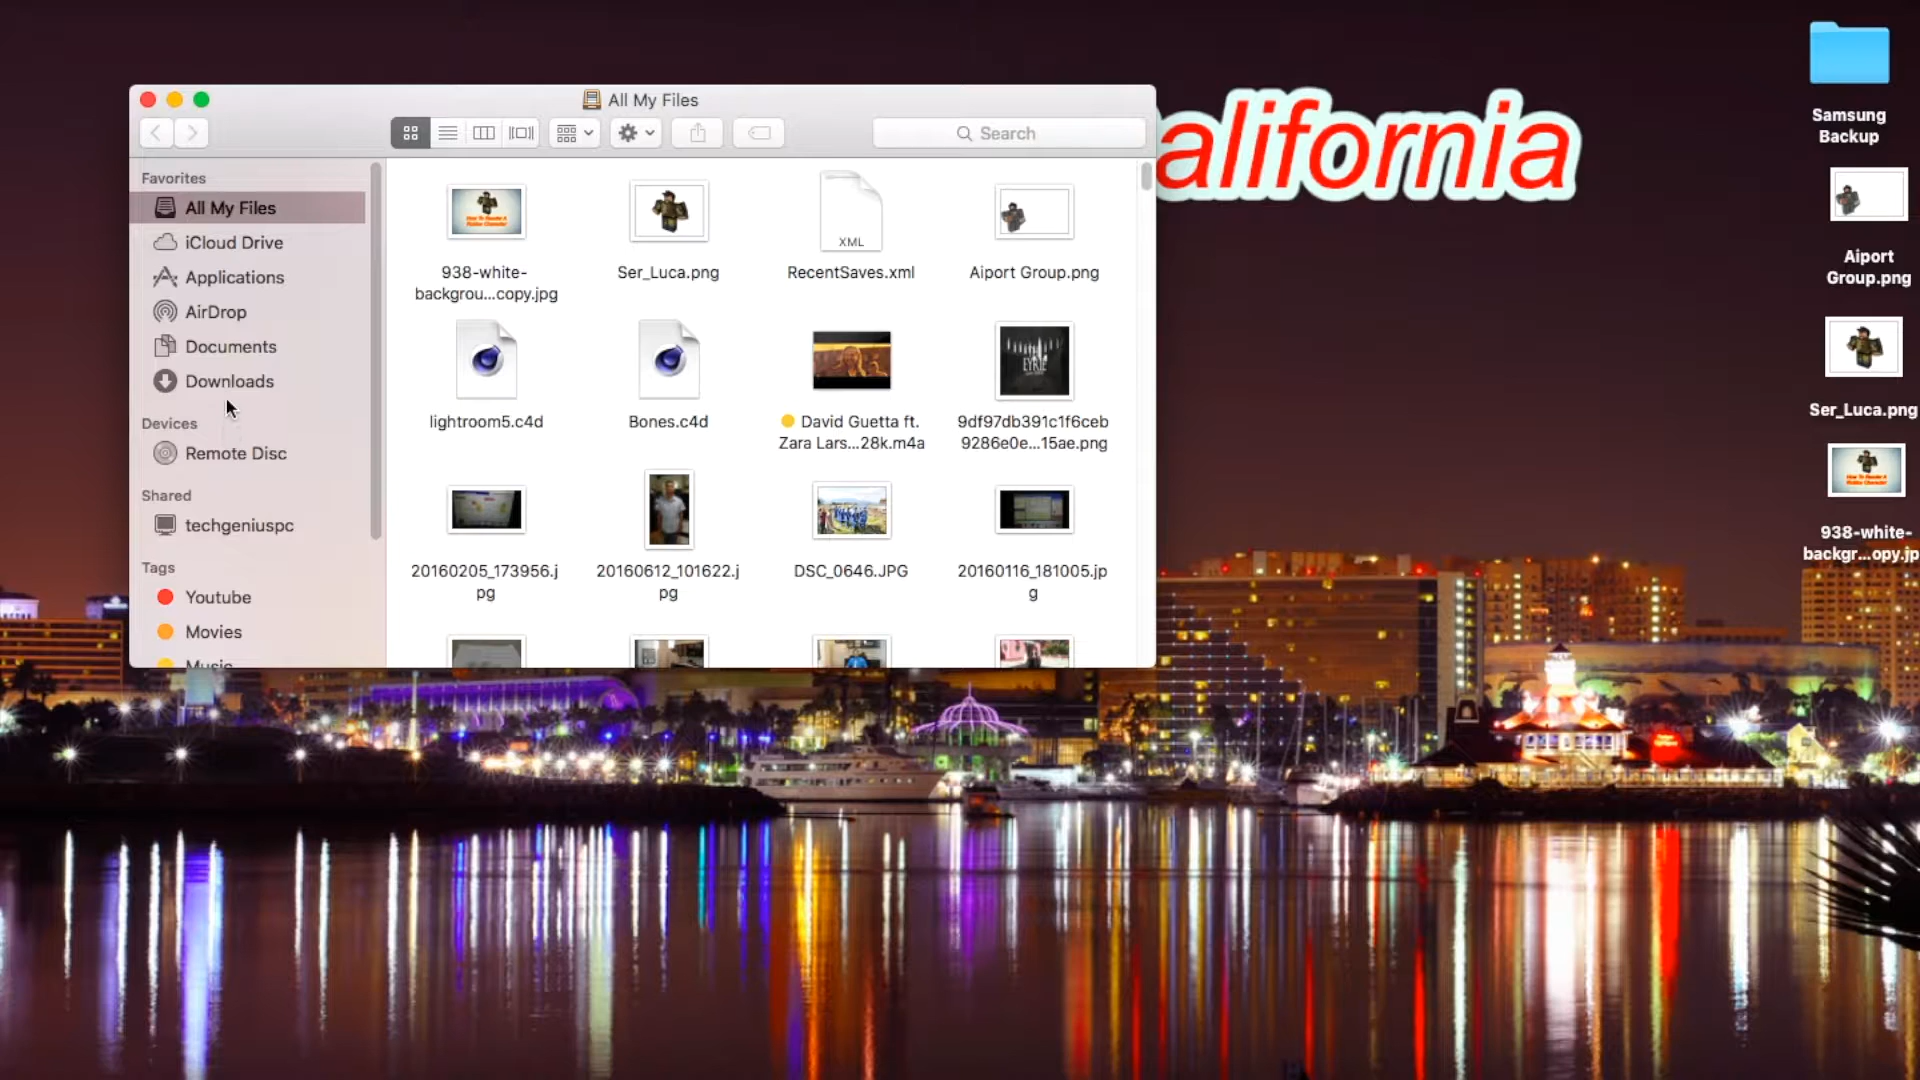 All My Files
Search
alifornia
Favorites
All My Files
iCloud Drive
Applications
AirDrop
Documents
Downloads
Devices
Remote Disc
Shared
techgeniuspc
Tags
Youtube
Movies
Music
938-white-
backgrou...copy.jpg
Ser_Luca.png
XML
RecentSaves.xml
Aiport Group.png
lightroom5.c4d
Bones.c4d
David Guetta ft.
Zara Lars...28k.m4a
EYRIE
9df97db391c1f6ceb
9286e0e...15ae.png
20160205_173956.j
pg
20160612_101622.j
pg
DSC_0646.JPG
20160116_181005.jp
g
Samsung
Backup
Aiport
Group.png
Ser_Luca.png
938-white-
backgr...opy.jp